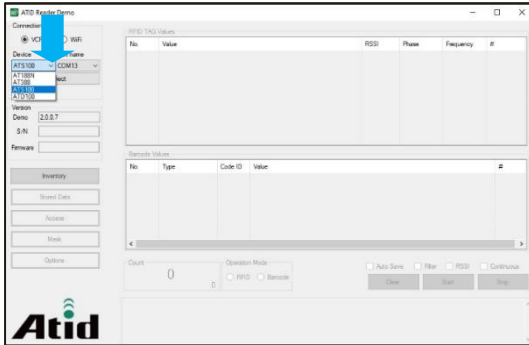 ATID Reader Demo
Connection
VCP WiFi
Device name
ATS100 COM13
AT188N
AT388
ATS100
ATD100
Version
Demo 2.0.0.7
S/N
Firmware
Inventory
Stored Data
Access
Mask
Options
Atid
RFID TAG Values
No. Value RSSI Phase Frequency #
Barcode Values
No Type Code ID Value #
Count
0
0
Operation Mode
RFID Barcode
Auto Save Filter RSSI Continuous
Clear Start Stop